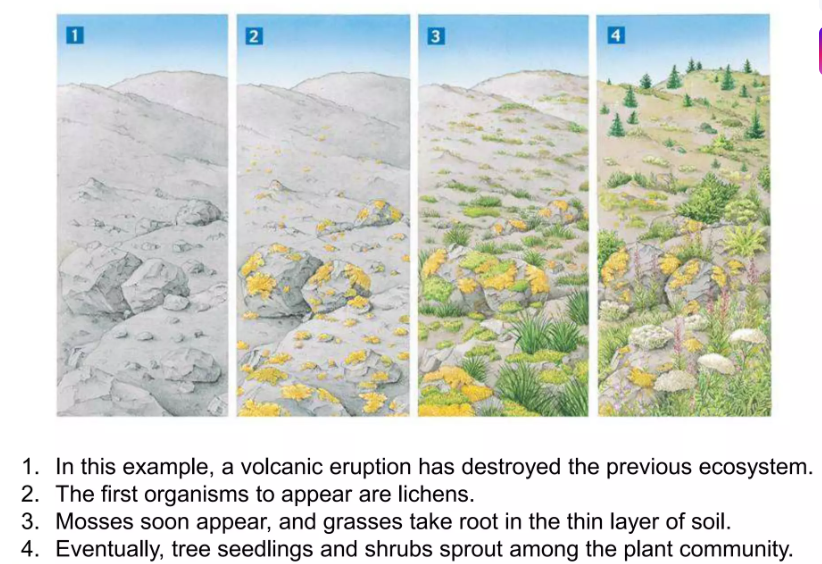 1 2 3 4
1. In this example, a volcanic eruption has destroyed the previous ecosystem.
2. The first organisms to appear are lichens.
3. Mosses soon appear, and grasses take root in the thin layer of soil.
4. Eventually, tree seedlings and shrubs sprout among the plant community.